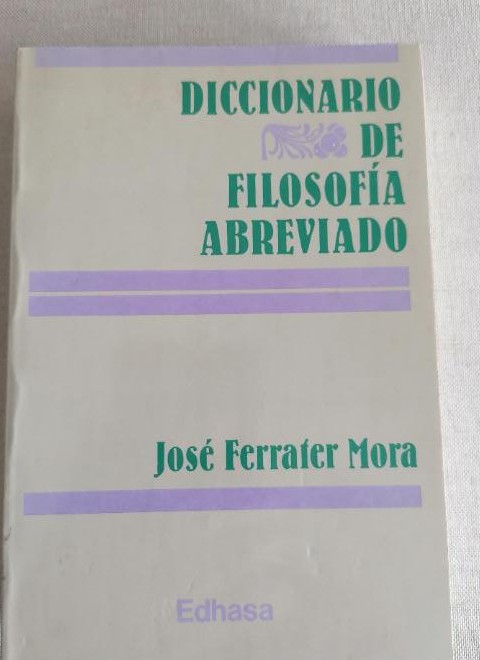 DICCIONARIO
DE
FILOSOFÍA
ABREVIADO
José Ferrater Mora
Edhasa